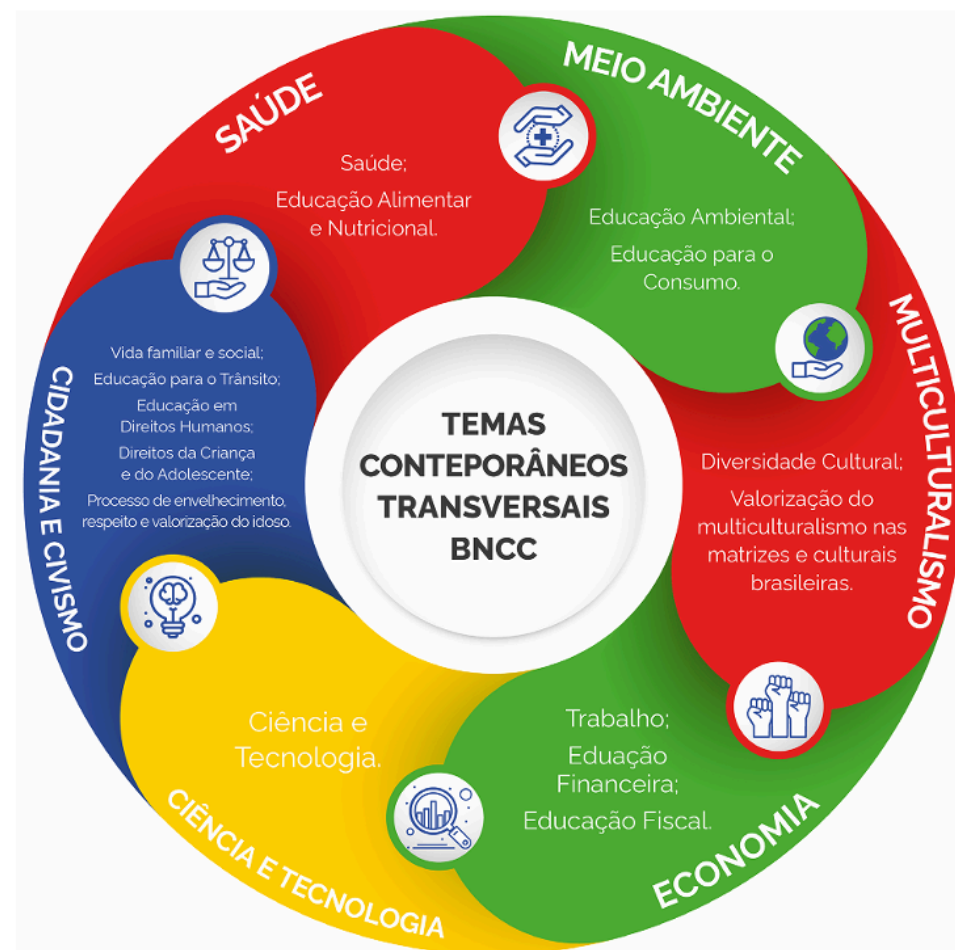 TEMAS
CONTEPORÂNEOS
TRANSVERSAIS
BNCC
SAÚDE
Saúde;
Educação Alimentar
e Nutricional.
MEIO AMBIENTE
Educação Ambiental;
Educação para o
Consumo.
MULTICULTURALISMO
Diversidade Cultural;
Valorização do
multiculturalismo nas
matrizes e culturais
brasileiras.
ECONOMIA
Trabalho;
Eduação
Financeira;
Educação Fiscal.
CIÊNCIA E TECNOLOGIA
Ciência e
Tecnologia.
CIDADANIA E CIVISMO
Vida familiar e social;
Educação para o Trânsito;
Educação em
Direitos Humanos;
Direitos da Criança
e do Adolescente;
Processo de envelhecimento,
respeito e valorização do idoso.